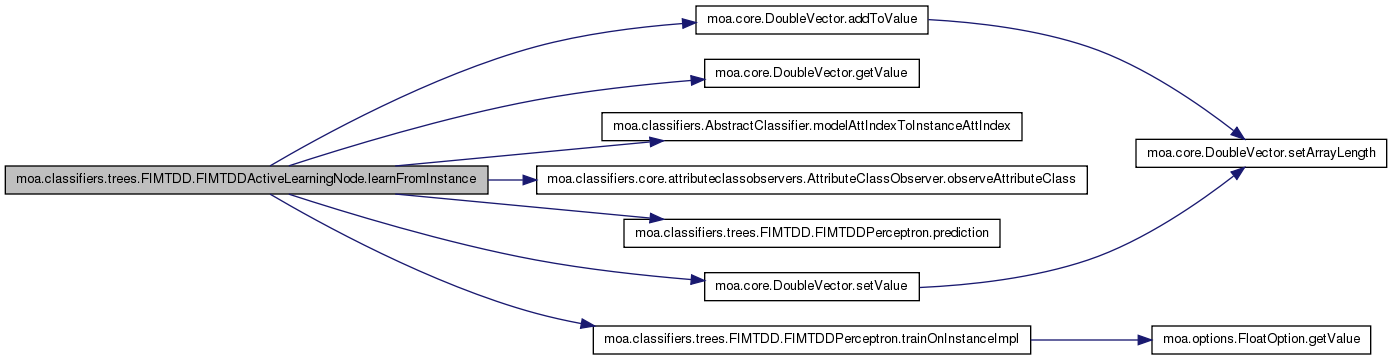 moa.core.DoubleVector.addToValue
moa.core.DoubleVector.getValue
moa.classifiers.AbstractClassifier.modelAttIndexToInstanceAttIndex
moa.core.DoubleVector.setArrayLength
moa.classifiers.trees.FIMTDD.FIMTDDActiveLearningNode.learnFromInstance
moa.classifiers.core.attributeclassobservers.AttributeClassObserver.observeAttributeClass
moa.classifiers.trees.FIMTDD.FIMTDDPerceptron.prediction
moa.core.DoubleVector.setValue
moa.classifiers.trees.FIMTDD.FIMTDDPerceptron.trainOnInstanceImpl
moa.options.FloatOption.getValue